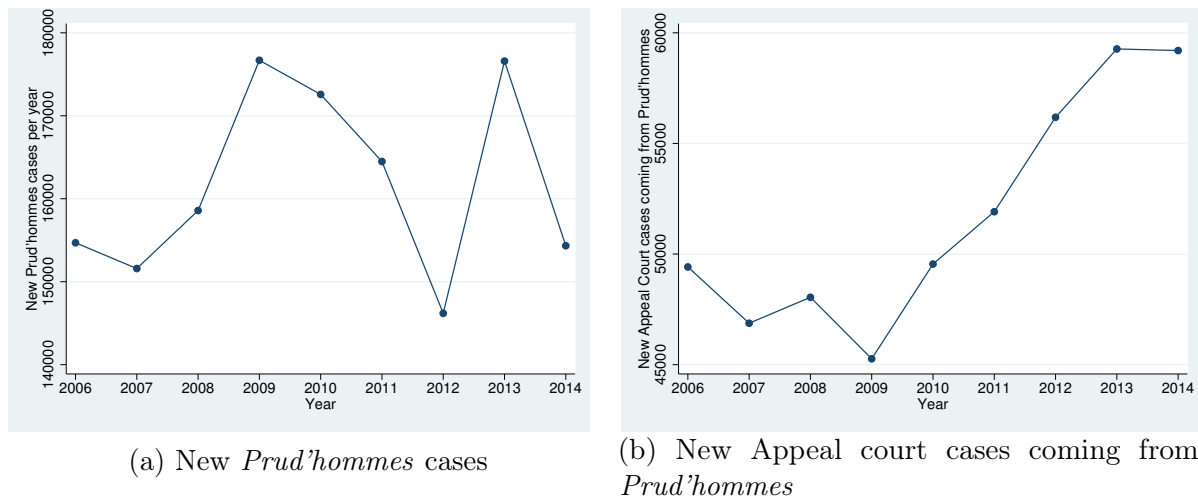 New Prud'hommes cases per year
180000
170000
160000
150000
140000
2006 2007 2008 2009 2010 2011 2012 2013 2014
Year
(a) New Prud'hommes cases
New Appeal Court cases coming from Prud'hommes
60000
55000
50000
45000
2006 2007 2008 2009 2010 2011 2012 2013 2014
Year
(b) New Appeal court cases coming from
Prud'hommes